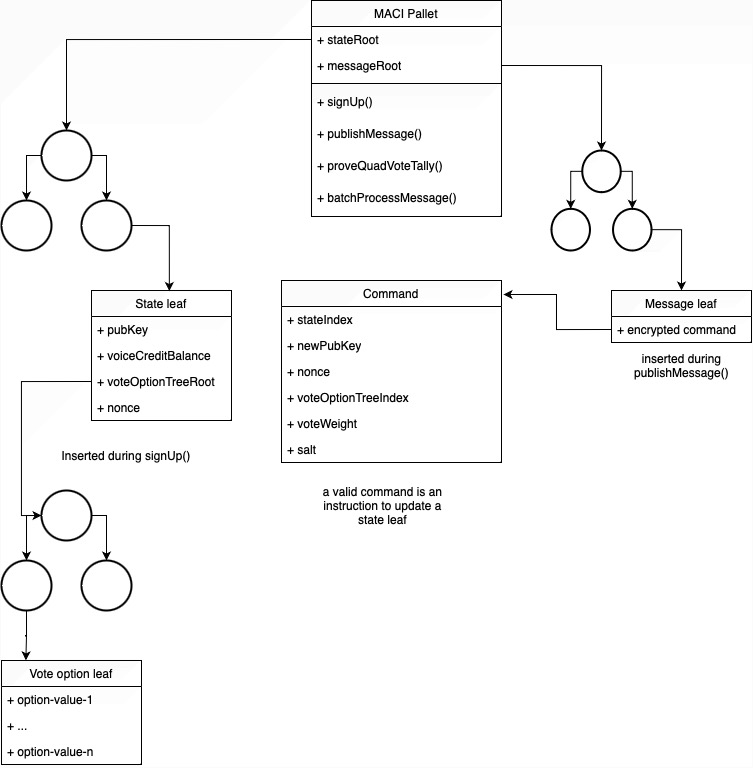 MACI Pallet
+ stateRoot
+ messageRoot
+ signUp()
+ publishMessage()
+ proveQuadVoteTally()
+ batchProcessMessage()
State leaf
+ pubKey
+ voiceCreditBalance
+ voteOptionTreeRoot
+ nonce
Inserted during signUp()
Command
+ stateIndex
+ newPubKey
+ nonce
+ voteOptionTreeIndex
+ voteWeight
+ salt
a valid command is an
instruction to update a
state leaf
Message leaf
+ encrypted command
inserted during
publishMessage()
Vote option leaf
+ option-value-1
+ ...
+ option-value-n